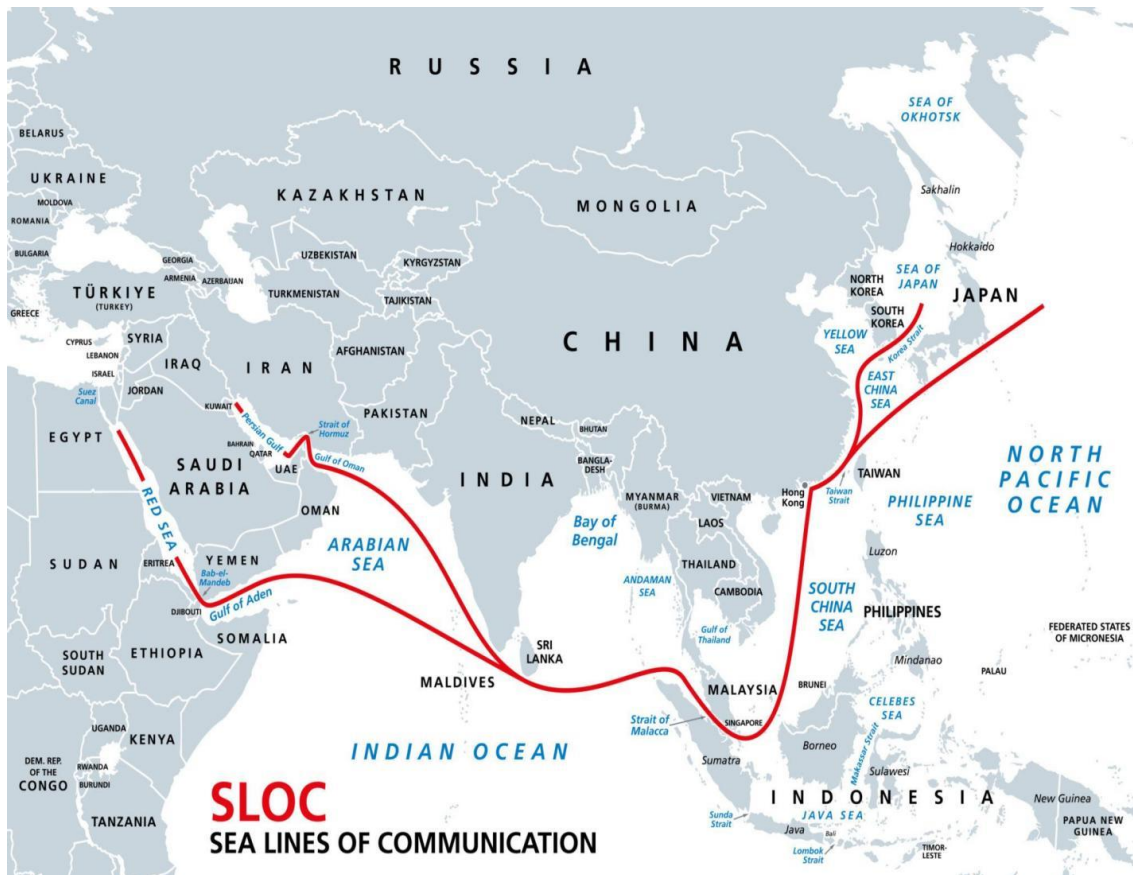 RUSSIA
SEA OF
OKHOTSK
BELARUS
UKRAINE
MOLDOVA
ROMANIA
BULGARIA
KAZAKHSTAN
MONGOLIA
Sakhalin
Hokkaido
GEORGIA
ARMENIA
AZERBAIJAN
UZBEKISTAN
KYRGYZSTAN
TURKMENISTAN
TAJIKISTAN
TÜRKIYE
(TURKEY)
GREECE
NORTH
KOREA
SEA OF
JAPAN
JAPAN
SOUTH
KOREA
YELLOW
SEA
Korea Strait
CYPRUS
LEBANON
ISRAEL
SYRIA
IRAQ
IRAN
AFGHANISTAN
CHINA
EAST
CHINA
SEA
Suez
Canal
JORDAN
KUWAIT
Persian Gulf
Strait of
Hormuz
PAKISTAN
NEPAL
BHUTAN
EGYPT
BAHRAIN
QATAR
UAE
Gulf of Oman
SAUDI
ARABIA
INDIA
BANGLA-
DESH
MYANMAR
(BURMA)
VIETNAM
LAOS
Hong
Kong
Taiwan
Strait
TAIWAN
NORTH
PACIFIC
OCEAN
PHILIPPINE
SEA
RED SEA
OMAN
ARABIAN
SEA
Bay of
Bengal
SUDAN
ERITREA
YEMEN
Bab-el-
Mandeb
DJIBOUTI
Gulf of Aden
THAILAND
CAMBODIA
ANDAMAN
SEA
Gulf of
Thailand
SOUTH
CHINA
SEA
Luzon
PHILIPPINES
Mindanao
FEDERATED STATES
OF MICRONESIA
PALAU
SOMALIA
ETHIOPIA
SOUTH
SUDAN
SRI
LANKA
MALDIVES
MALAYSIA
BRUNEI
CELEBES
SEA
UGANDA
KENYA
DEM. REP.
OF THE
CONGO
RWANDA
BURUNDI
TANZANIA
INDIAN OCEAN
Strait of
Malacca
SINGAPORE
Sumatra
Borneo
Makassar Strait
Sulawesi
INDONESIA
Sunda
Strait
JAVA SEA
Java
Bali
Lombok
Strait
TIMOR-
LESTE
New Guinea
PAPUA NEW
GUINEA
SLOC
SEA LINES OF COMMUNICATION